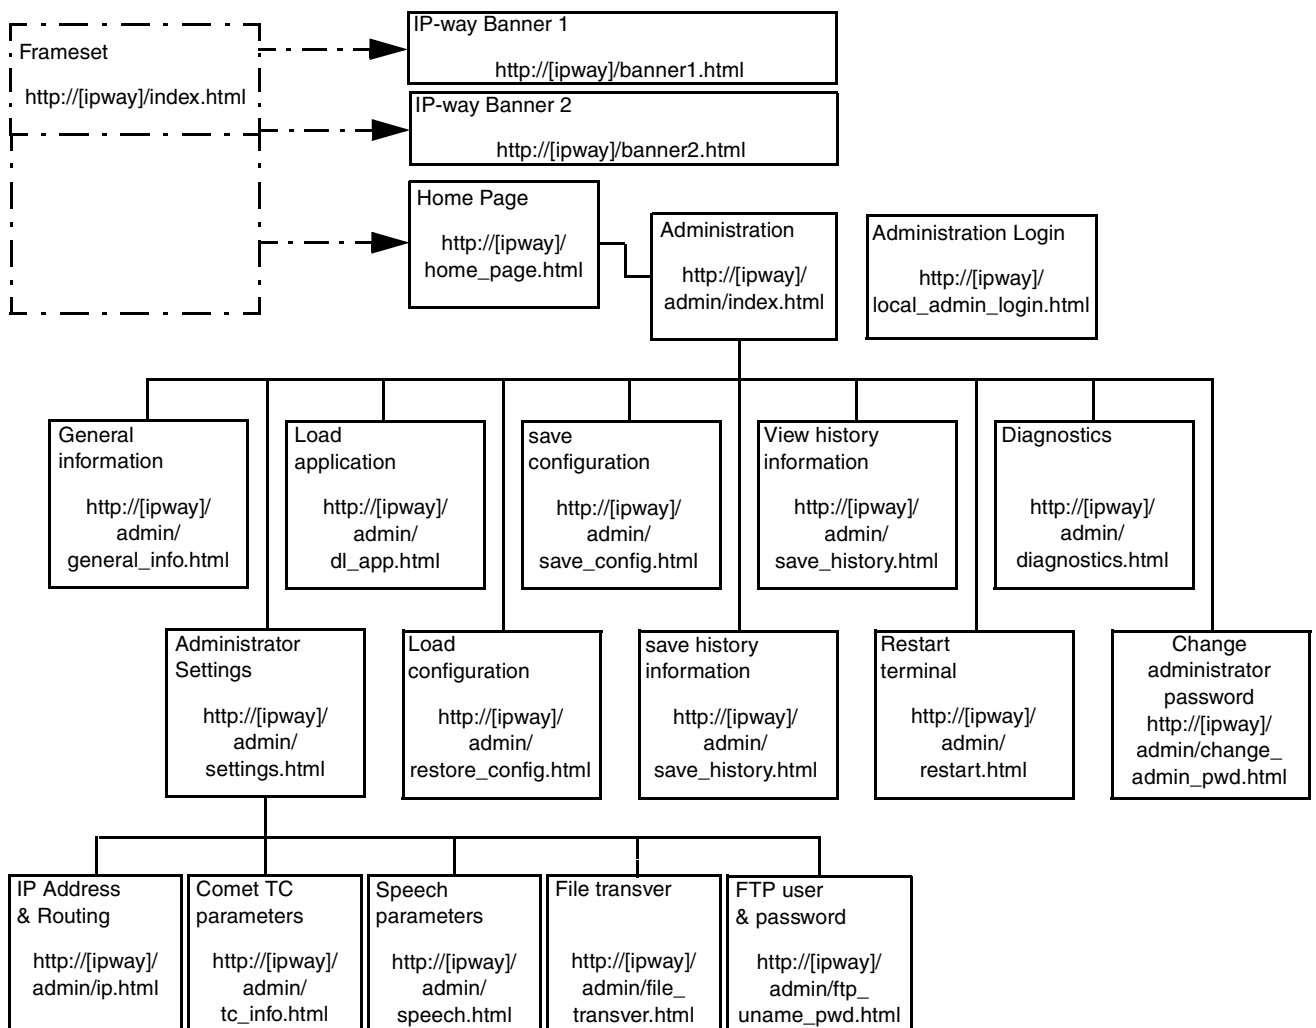 Frameset
http://[ipway]/index.html
IP-way Banner 1
http://[ipway]/banner1.html
IP-way Banner 2
http://[ipway]/banner2.html
Home Page
http://[ipway]/
home_page.html
Administration
http://[ipway]/
admin/index.html
Administration Login
http://[ipway]/
local_admin_login.html
General
information
http://[ipway]/
admin/
general_info.html
Load
application
http://[ipway]/
admin/
dl_app.html
save
configuration
http://[ipway]/
admin/
save_config.html
View history
information
http://[ipway]/
admin/
save_history.html
Diagnostics
http://[ipway]/
admin/
diagnostics.html
Administrator
Settings
http://[ipway]/
admin/
settings.html
Load
configuration
http://[ipway]/
admin/
restore_config.html
save history
information
http://[ipway]/
admin/
save_history.html
Restart
terminal
http://[ipway]/
admin/
restart.html
Change
administrator
password
http://[ipway]/
admin/change_
admin_pwd.html
IP Address
& Routing
http://[ipway]/
admin/ip.html
Comet TC
parameters
http://[ipway]/
admin/
tc_info.html
Speech
parameters
http://[ipway]/
admin/
speech.html
File transver
http://[ipway]/
admin/file_
transver.html
FTP user
& password
http://[ipway]/
admin/ftp_
uname_pwd.html